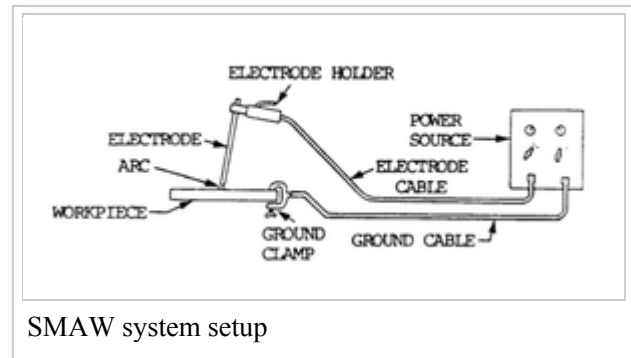 ELECTRODE HOLDER
POWER
SOURCE
ELECTRODE
ARC
ELECTRODE
CABLE
WORKPIECE
GROUND
CLAMP
GROUND CABLE
SMAW system setup